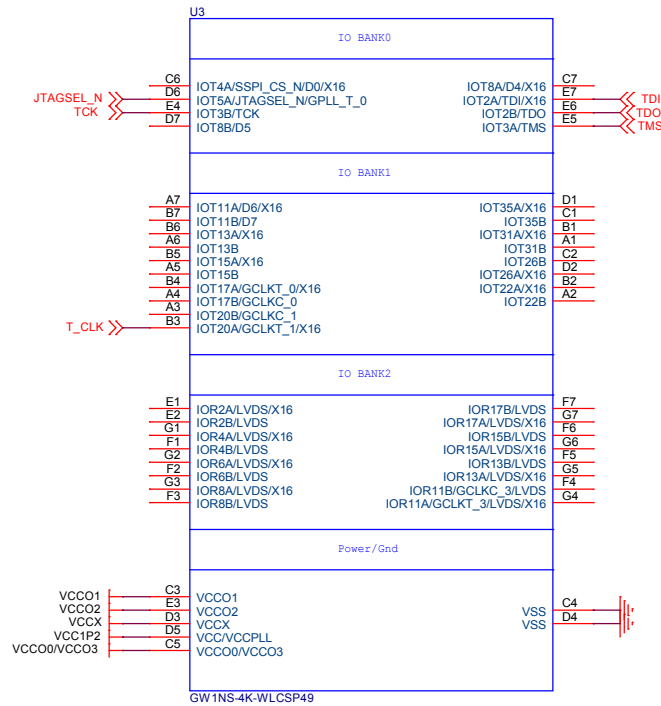 U3
IO BANK0
C6 IOT4A/SSPI_CS_N/D0/X16 IOT8A/D4/X16 C7
JTAGSEL_N D6 IOT5A/JTAGSEL_N/GPLL_T_0 IOT2A/TDI/X16 E7 TDI
TCK E4 IOT3B/TCK IOT2B/TDO E6 TDO
D7 IOT8B/D5 IOT3A/TMS E5 TMS
IO BANK1
A7 IOT11A/D6/X16 IOT35A/X16 D1
B7 IOT11B/D7 IOT35B C1
B6 IOT13A/X16 IOT31A/X16 B1
A6 IOT13B IOT31B A1
B5 IOT15A/X16 IOT26B C2
A5 IOT15B IOT26A/X16 D2
B4 IOT17A/GCLKT_0/X16 IOT22A/X16 B2
A4 IOT17B/GCLKC_0 IOT22B A2
A3 IOT20B/GCLKC_1
T_CLK B3 IOT20A/GCLKT_1/X16
IO BANK2
E1 IOR2A/LVDS/X16 IOR17B/LVDS F7
E2 IOR2B/LVDS IOR17A/LVDS/X16 G7
G1 IOR4A/LVDS/X16 IOR15B/LVDS F6
F1 IOR4B/LVDS IOR15A/LVDS/X16 G6
G2 IOR6A/LVDS/X16 IOR13B/LVDS F5
F2 IOR6B/LVDS IOR13A/LVDS/X16 G5
G3 IOR8A/LVDS/X16 IOR11B/GCLKC_3/LVDS F4
F3 IOR8B/LVDS IOR11A/GCLKT_3/LVDS/X16 G4
Power/Gnd
VCCO1 C3 VCCO1 VSS C4
VCCO2 E3 VCCO2 VSS D4
VCCX D3 VCCX
VCC1P2 D5 VCC/VCCPLL
VCCO0/VCCO3 C5 VCCO0/VCCO3
GW1NS-4K-WLCSP49